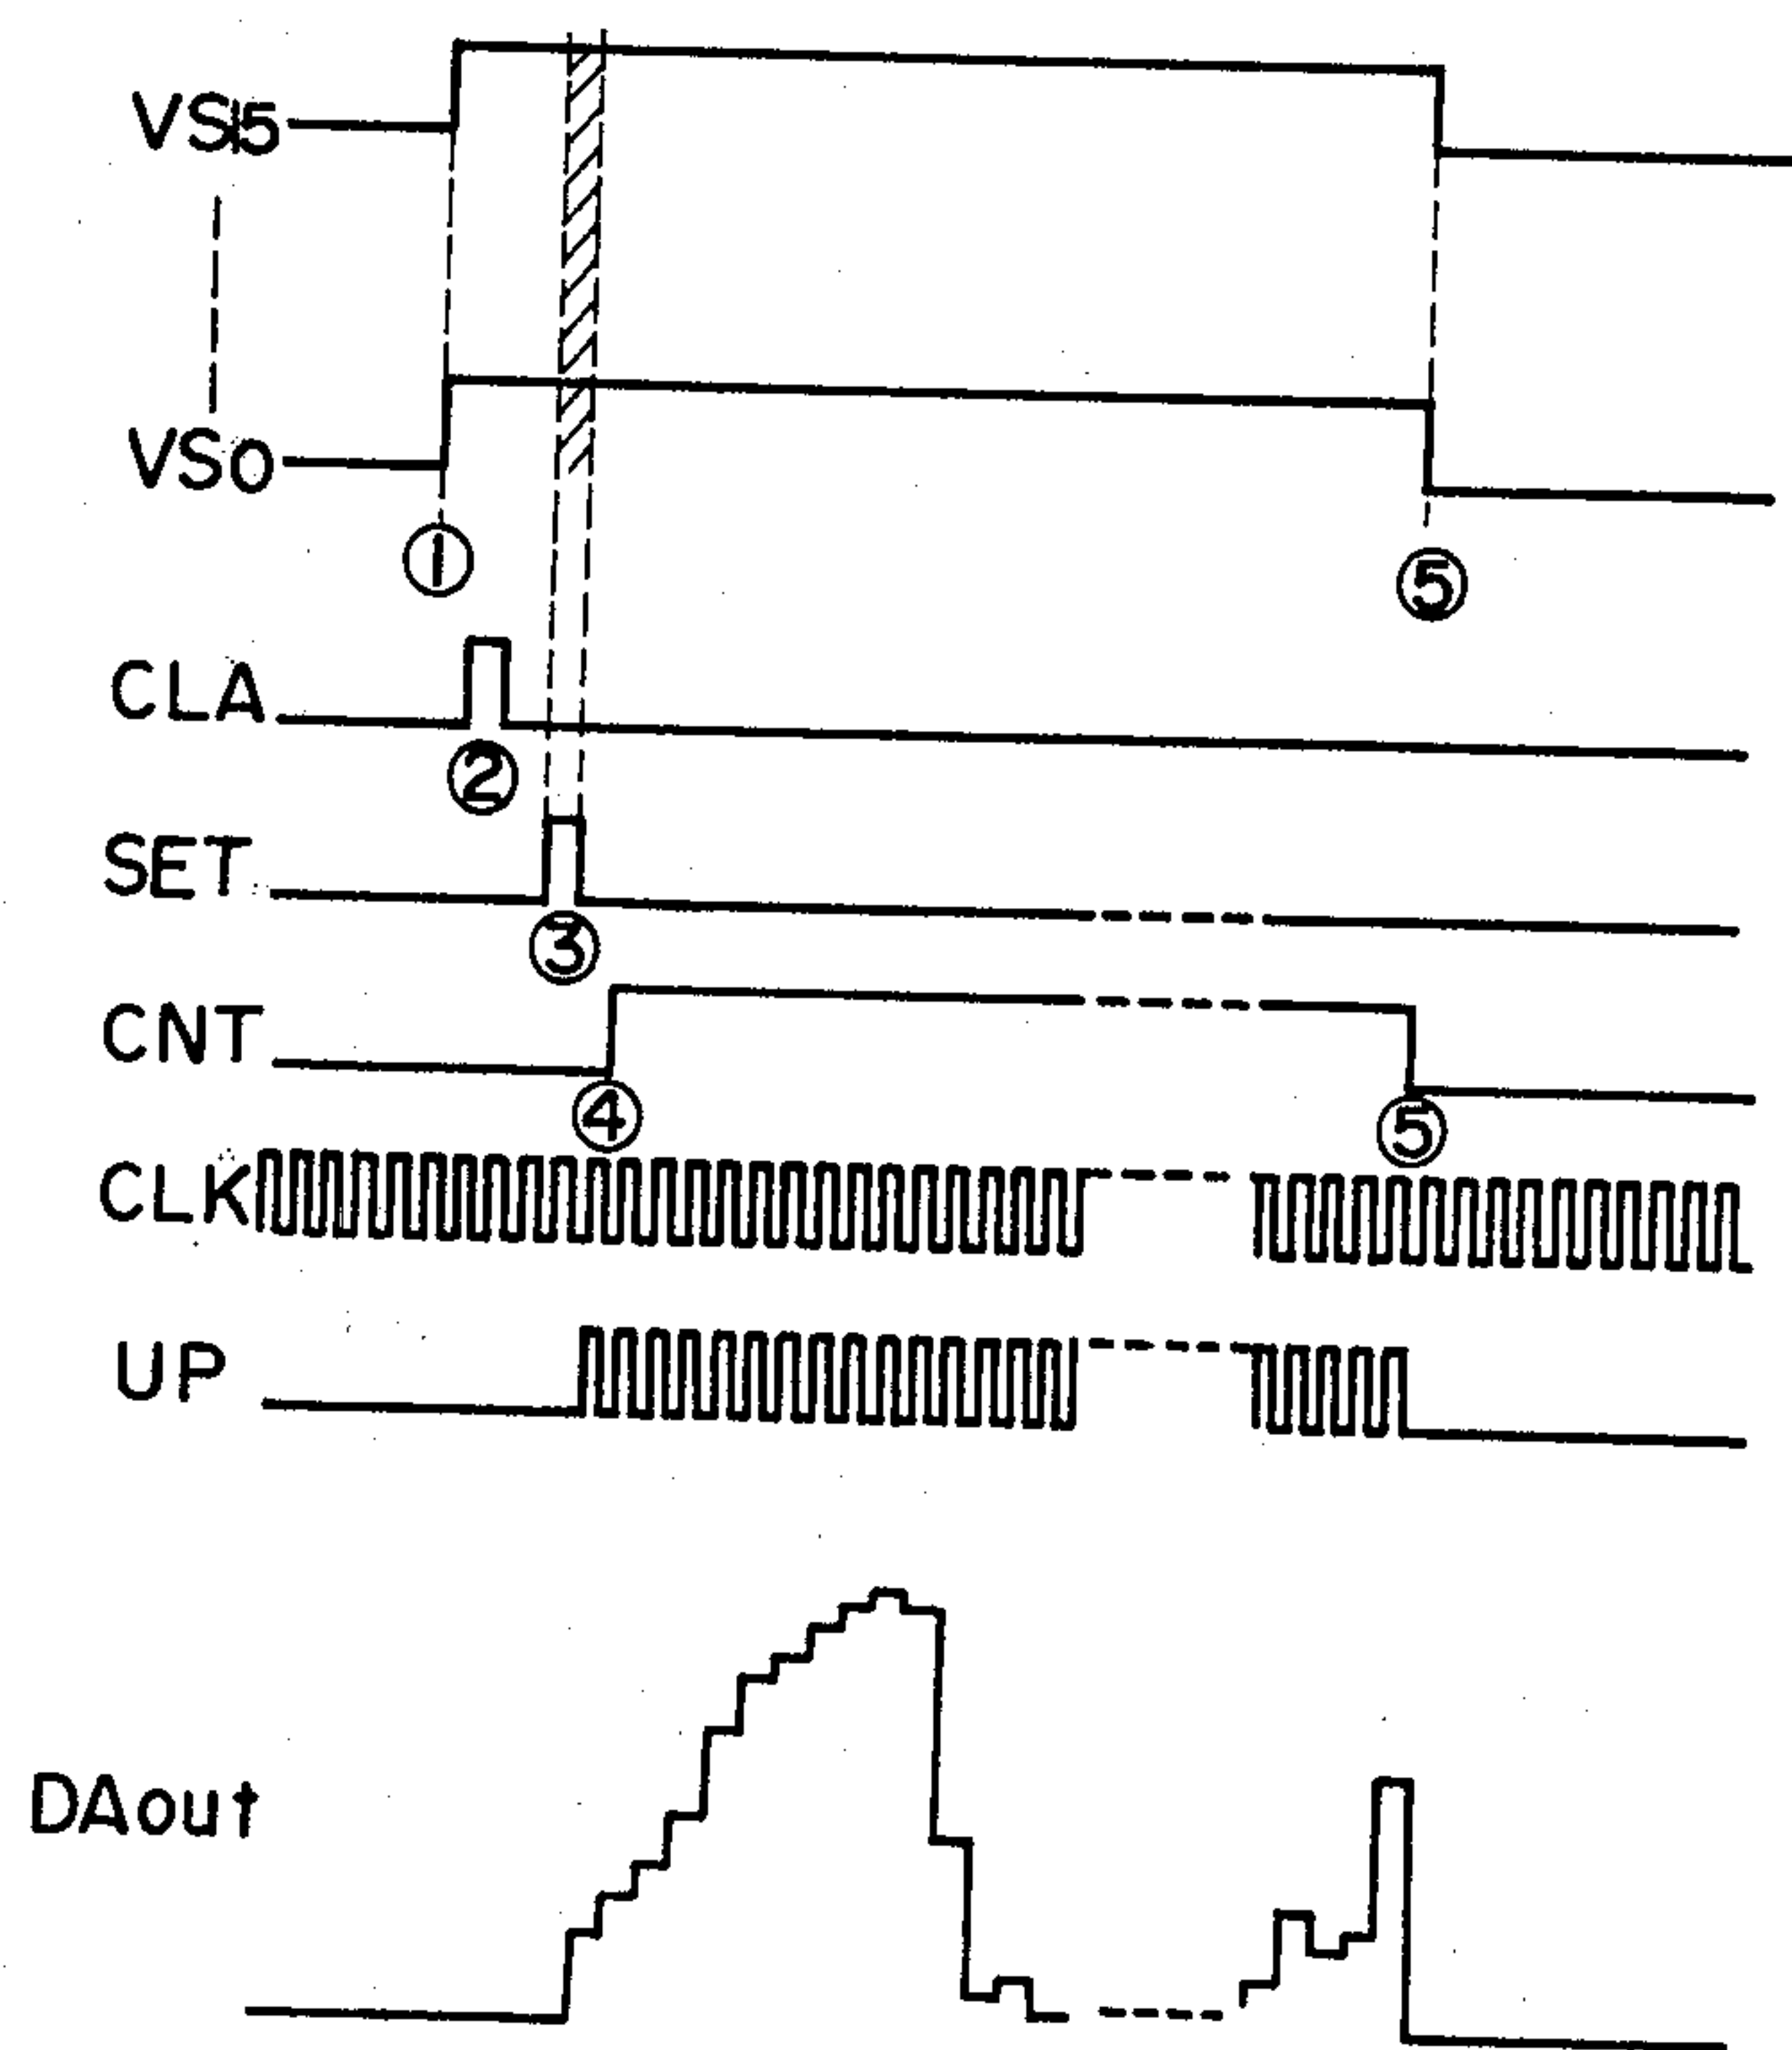 VS15
VS0
①
⑤
CLA
②
SET
③
CNT
④
⑤
CLK
UP
DAout